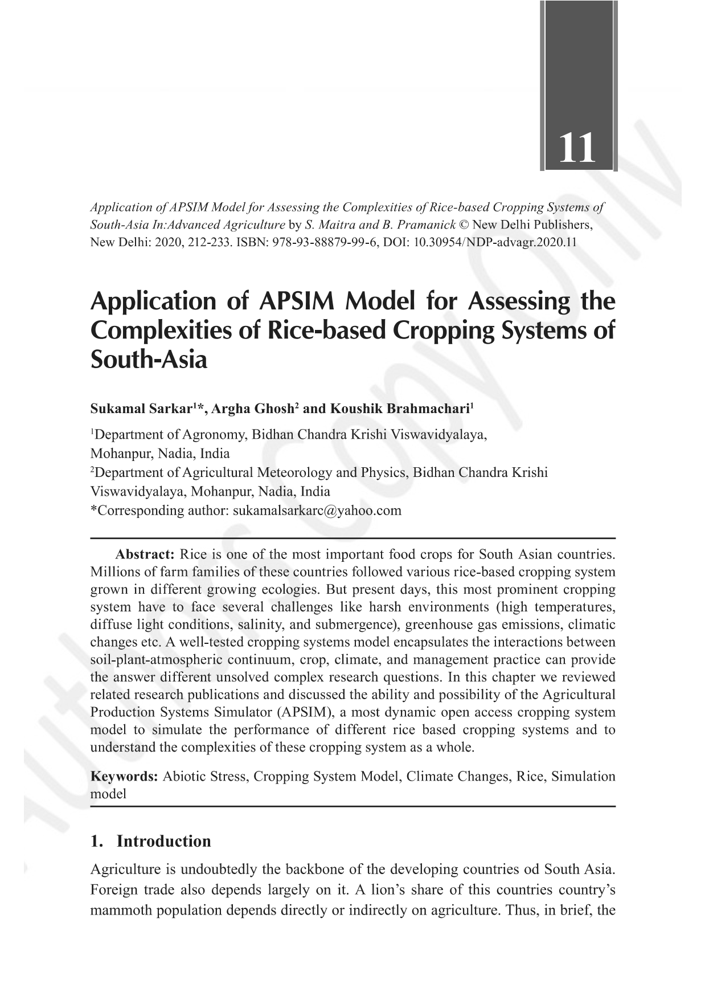 11
Application of APSIM Model for Assessing the Complexities of Rice-based Cropping Systems of
South-Asia In:Advanced Agriculture by S. Maitra and B. Pramanick © New Delhi Publishers,
New Delhi: 2020, 212-233. ISBN: 978-93-88879-99-6, DOI: 10.30954/NDP-advagr.2020.11
Application of APSIM Model for Assessing the
Complexities of Rice-based Cropping Systems of
South-Asia
Sukamal Sarkar1*, Argha Ghosh2 and Koushik Brahmachari1
1Department of Agronomy, Bidhan Chandra Krishi Viswavidyalaya,
Mohanpur, Nadia, India
2Department of Agricultural Meteorology and Physics, Bidhan Chandra Krishi
Viswavidyalaya, Mohanpur, Nadia, India
*Corresponding author: sukamalsarkarc@yahoo.com
Abstract: Rice is one of the most important food crops for South Asian countries.
Millions of farm families of these countries followed various rice-based cropping system
grown in different growing ecologies. But present days, this most prominent cropping
system have to face several challenges like harsh environments (high temperatures,
diffuse light conditions, salinity, and submergence), greenhouse gas emissions, climatic
changes etc. A well-tested cropping systems model encapsulates the interactions between
soil-plant-atmospheric continuum, crop, climate, and management practice can provide
the answer different unsolved complex research questions. In this chapter we reviewed
related research publications and discussed the ability and possibility of the Agricultural
Production Systems Simulator (APSIM), a most dynamic open access cropping system
model to simulate the performance of different rice based cropping systems and to
understand the complexities of these cropping system as a whole.
Keywords: Abiotic Stress, Cropping System Model, Climate Changes, Rice, Simulation
model
1. Introduction
Agriculture is undoubtedly the backbone of the developing countries od South Asia.
Foreign trade also depends largely on it. A lion's share of this countries country's
mammoth population depends directly or indirectly on agriculture. Thus, in brief, the
Authors Copy Only